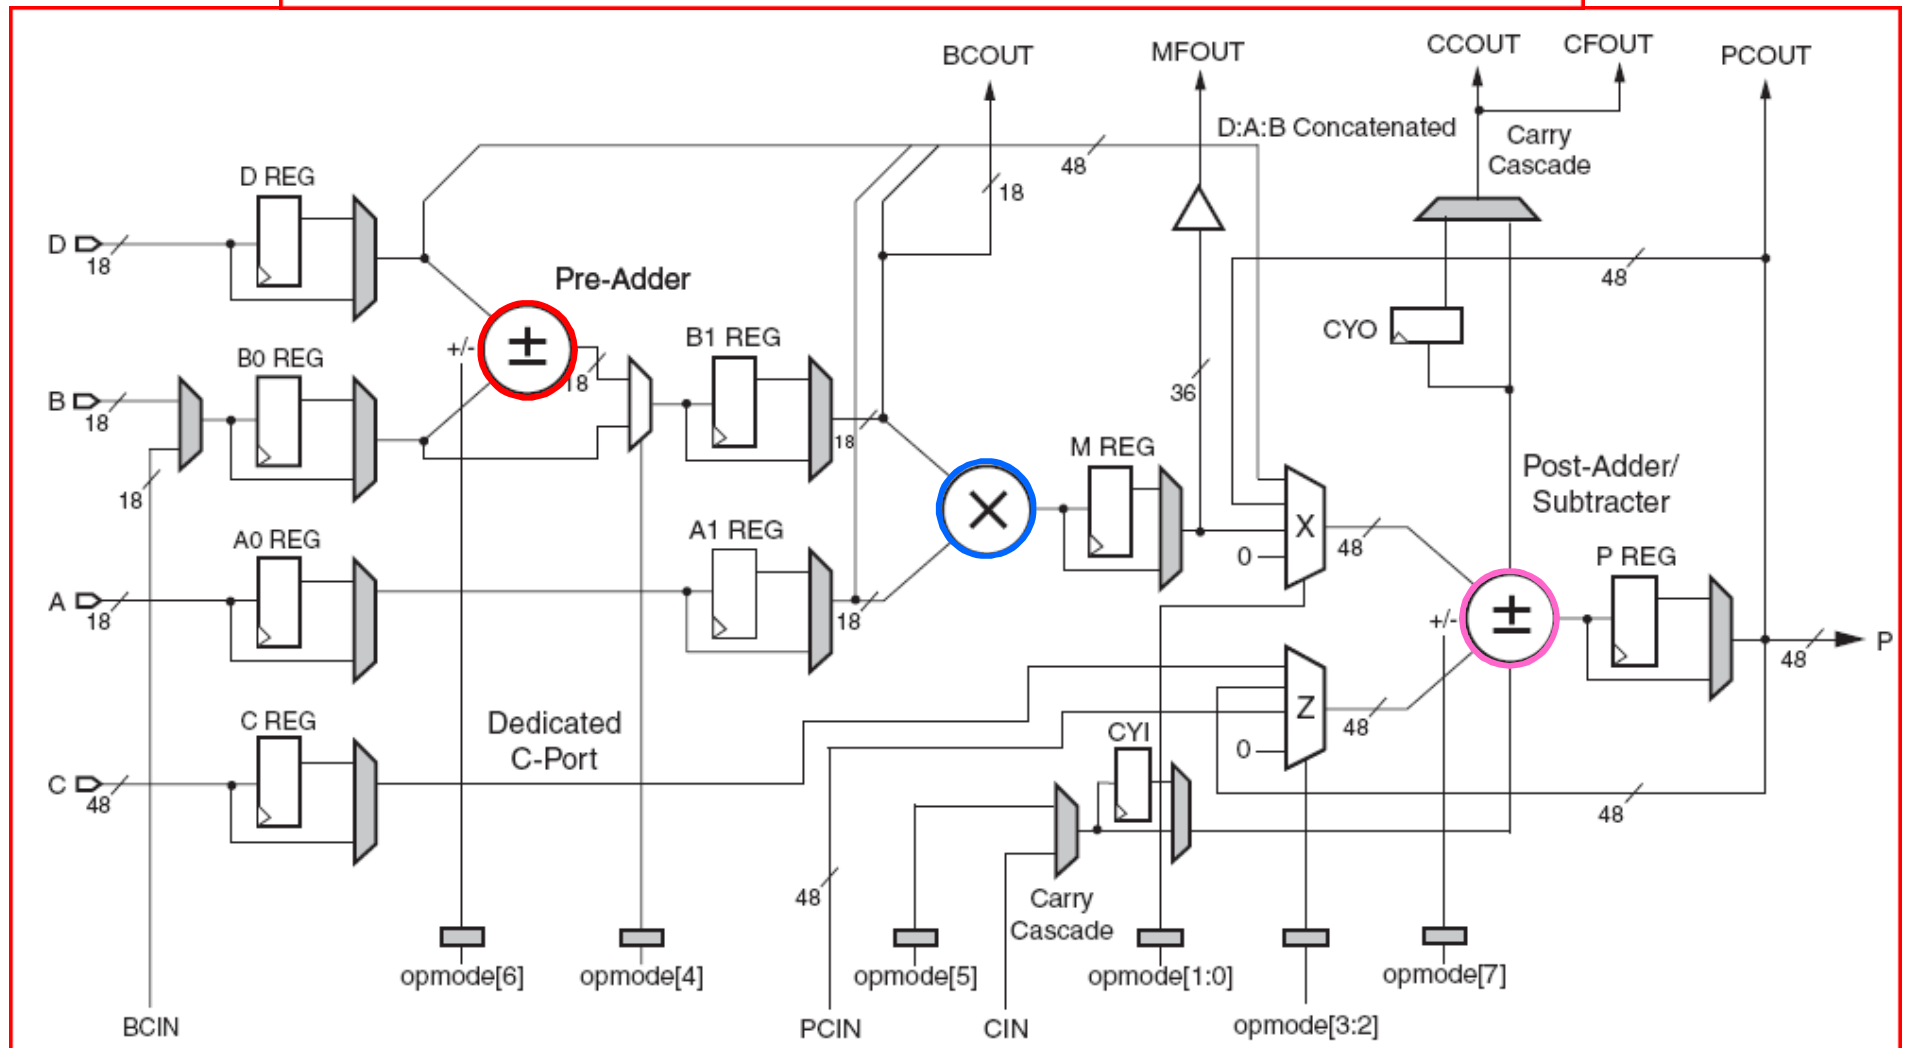 BCOUT
MFOUT
CCOUT
CFOUT
PCOUT
D:A:B Concatenated
Carry
Cascade
48
18
D REG
D
18
Pre-Adder
48
+/-
±
18
B1 REG
CYO
B0 REG
B
18
36
18
18
M REG
Post-Adder/
Subtracter
×
X
0
48
A0 REG
A1 REG
A
18
18
P REG
+/-
±
48
P
C REG
Dedicated
C-Port
Z
0
48
CYI
C
48
48
48
Carry
Cascade
opmode[6]
opmode[4]
opmode[5]
opmode[1:0]
opmode[7]
BCIN
PCIN
CIN
opmode[3:2]